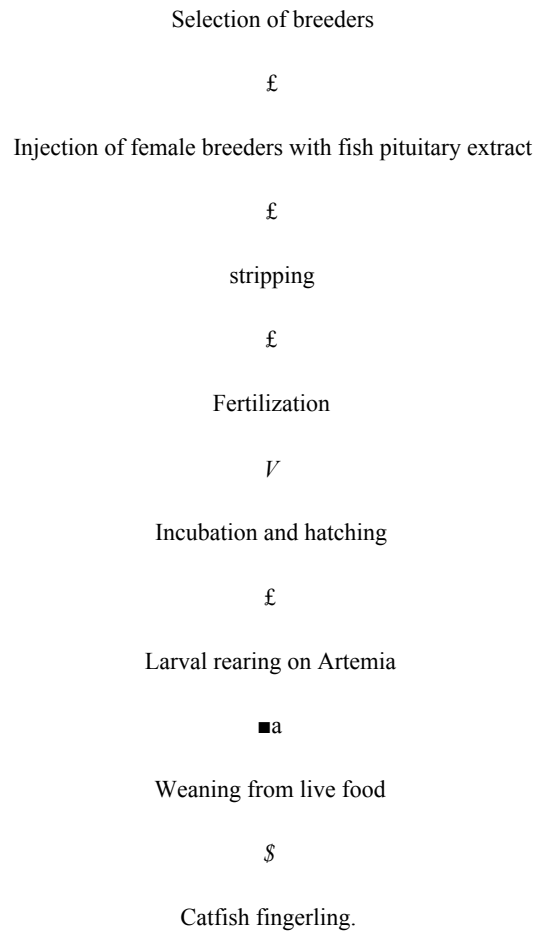 Selection of breeders
£
Injection of female breeders with fish pituitary extract
£
stripping
£
Fertilization
V
Incubation and hatching
£
Larval rearing on Artemia
■a
Weaning from live food
$
Catfish fingerling.